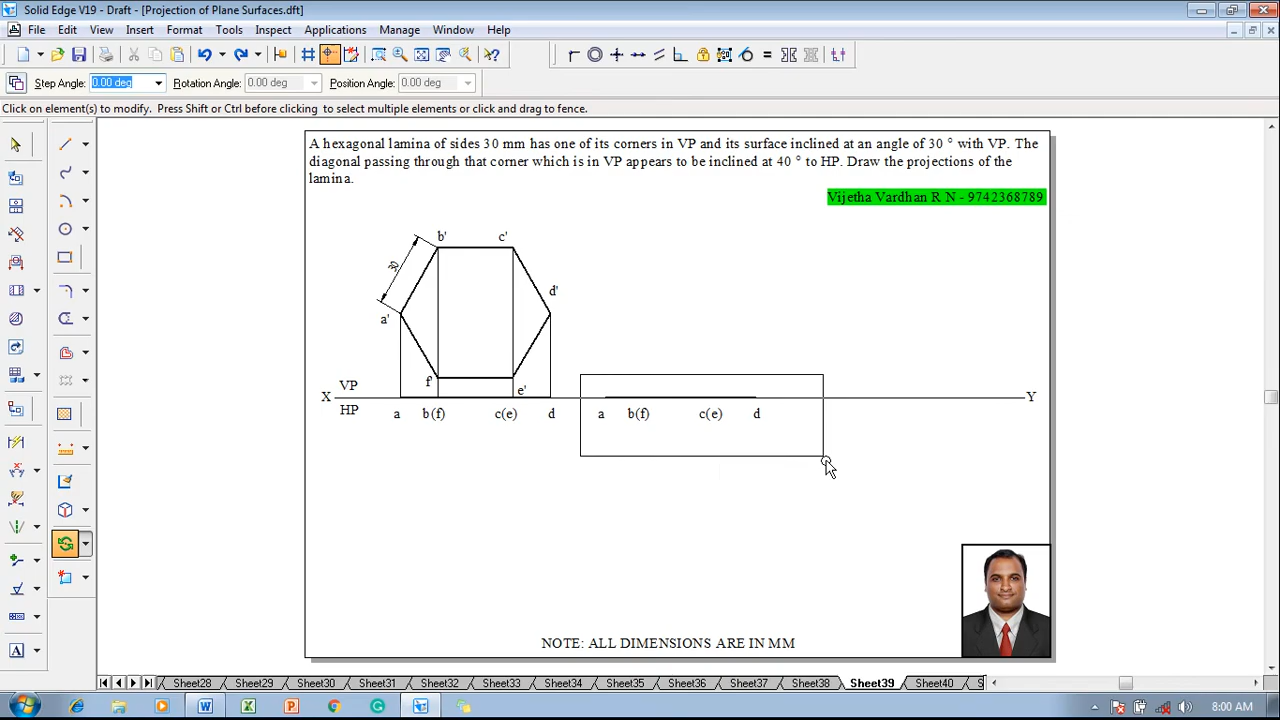 Solid Edge V19 - Draft - [Projection of Plane Surfaces.dft]
File Edit View Insert Format Tools Inspect Applications Manage Window Help
Step Angle: 0.00 deg Rotation Angle: 0.00 deg Position Angle: 0.00 deg
Click on element(s) to modify. Press Shift or Ctrl before clicking to select multiple elements or click and drag to fence.
A hexagonal lamina of sides 30 mm has one of its corners in VP and its surface inclined at an angle of 30 ° with VP. The
diagonal passing through that corner which is in VP appears to be inclined at 40 ° to HP. Draw the projections of the
lamina.
Vijetha Vardhan R N - 9742368789
b' c'
30
d'
a'
f' e'
VP
X Y
HP
a b(f) c(e) d a b(f) c(e) d
NOTE: ALL DIMENSIONS ARE IN MM
Sheet28 Sheet29 Sheet30 Sheet31 Sheet32 Sheet33 Sheet34 Sheet35 Sheet36 Sheet37 Sheet38 Sheet39 Sheet40 S
8:00 AM